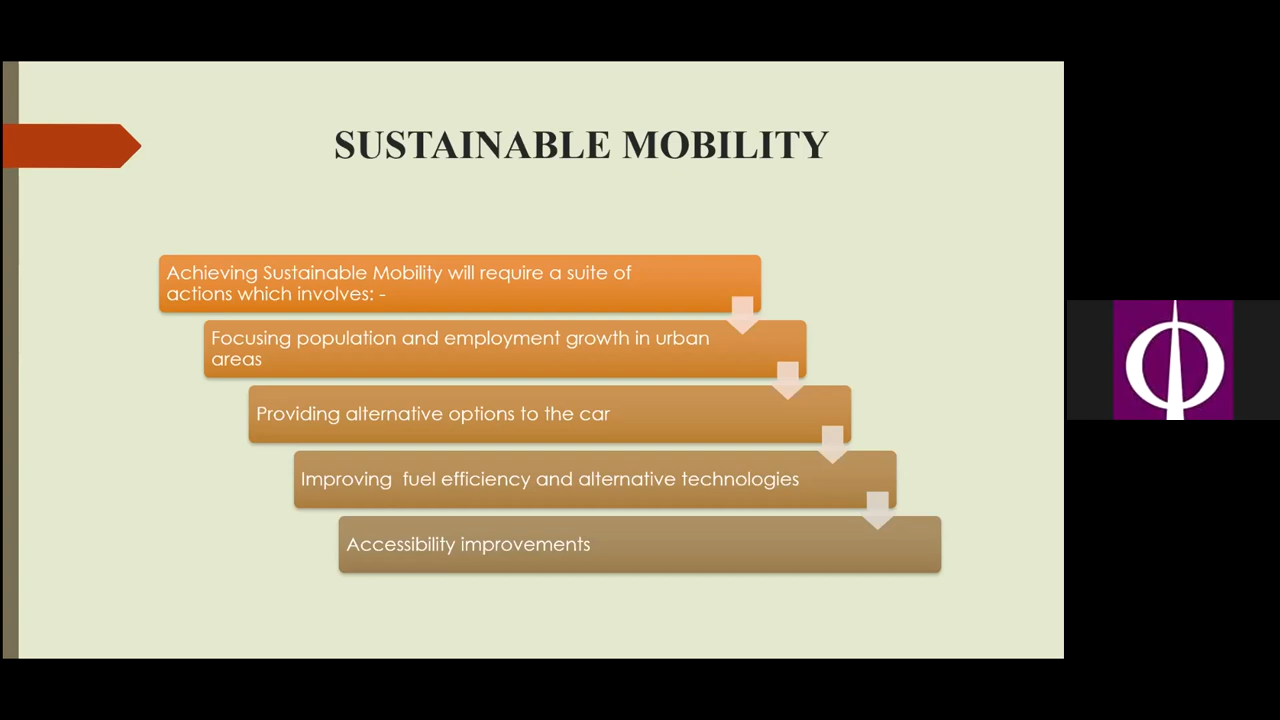 SUSTAINABLE MOBILITY
Achieving Sustainable Mobility will require a suite of
actions which involves: -
Focusing population and employment growth in urban
areas
Providing alternative options to the car
Improving  fuel efficiency and alternative technologies
Accessibility improvements